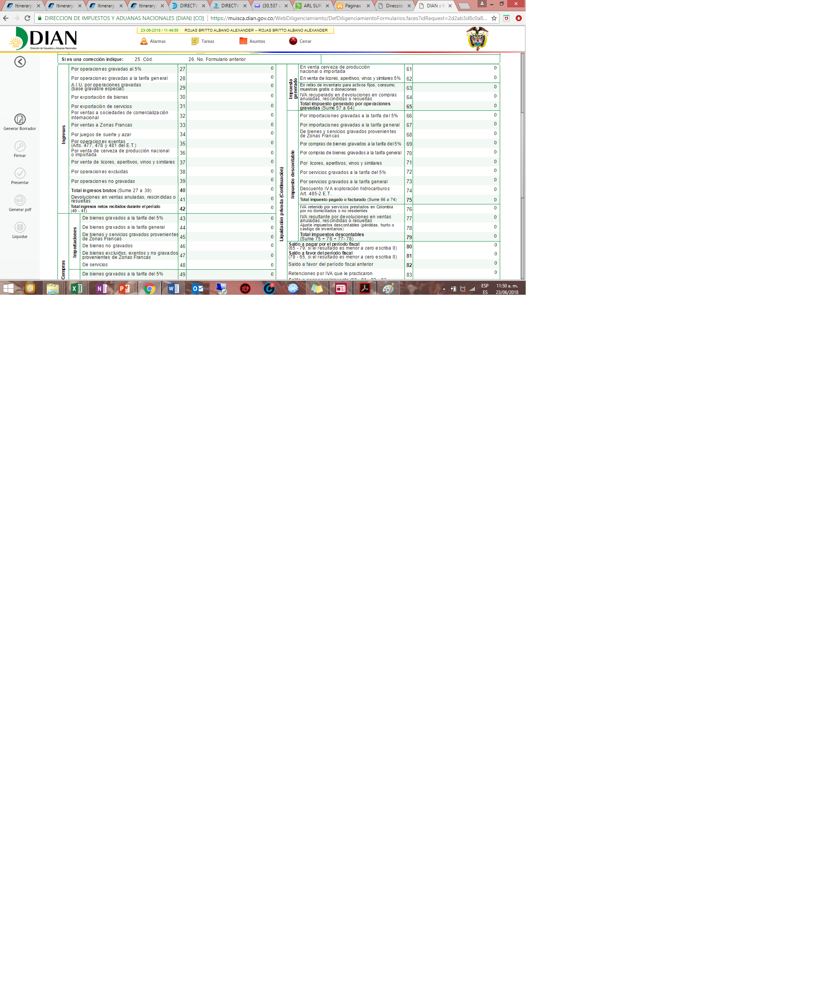 Itinerary Itinerary Itinerary Itinerary DIRECTV DIRECTV (30,537 ARL SUR Páginas Dirección DIAN ::
DIRECCION DE IMPUESTOS Y ADUANAS NACIONALES (DIAN) [CO] https://muisca.dian.gov.co/WebDiligenciamiento/DefDiligenciamientoFormularios.faces?idRequest=2d2ab3d8c0a8...
DIAN
Dirección de Impuestos y Aduanas Nacionales
23-06-2018 / 11:49:55 ROJAS BRITTO ALBANO ALEXANDER -- ROJAS BRITTO ALBANO ALEXANDER
Alarmas Tareas Asuntos Cerrar
Generar Borrador
Firmar
Presentar
Generar pdf
Liquidar
Si es una corrección indique: 25. Cód. 26. No. Formulario anterior
Ingresos
Por operaciones gravadas al 5% 27 0
Por operaciones gravadas a la tarifa general 28 0
A.I.U. por operaciones gravadas
(base gravable especial) 29 0
Por exportación de bienes 30 0
Por exportación de servicios 31 0
Por ventas a sociedades de comercialización
internacional 32 0
Por ventas a Zonas Francas 33 0
Por juegos de suerte y azar 34 0
Por operaciones exentas
(Arts. 477, 478 y 481 del E.T.) 35 0
Por venta de cerveza de producción nacional
o importada 36 0
Por venta de licores, aperitivos, vinos y similares 37 0
Por operaciones excluidas 38 0
Por operaciones no gravadas 39 0
Total ingresos brutos (Sume 27 a 39) 40 0
Devoluciones en ventas anuladas, rescindidas o
resueltas 41 0
Total ingresos netos recibidos durante el período
(40 - 41) 42 0
Compras
Importaciones
De bienes gravados a la tarifa del 5% 43 0
De bienes gravados a la tarifa general 44 0
De bienes y servicios gravados provenientes
de Zonas Francas 45 0
De bienes no gravados 46 0
De bienes excluidos, exentos y no gravados
provenientes de Zonas Francas 47 0
De servicios 48 0
De bienes gravados a la tarifa del 5% 49 0
Liquidación privada (Continuación)
Impuesto
generado
En venta cerveza de producción
nacional o importada 61 0
En venta de licores, aperitivos, vinos y similares 5% 62 0
En retiro de inventario para activos fijos, consumo,
muestras gratis o donaciones 63 0
IVA recuperado en devoluciones en compras
anuladas, rescindidas o resueltas 64 0
Total impuesto generado por operaciones
gravadas (Sume 57 a 64) 65 0
Impuesto descontable
Por importaciones gravadas a la tarifa del 5% 66 0
Por importaciones gravadas a la tarifa general 67 0
De bienes y servicios gravados provenientes
de Zonas Francas 68 0
Por compras de bienes gravados a la tarifa del 5% 69 0
Por compras de bienes gravados a la tarifa general 70 0
Por licores, aperitivos, vinos y similares 71 0
Por servicios gravados a la tarifa del 5% 72 0
Por servicios gravados a la tarifa general 73 0
Descuento IVA exploración hidrocarburos
Art. 485-2 E.T. 74 0
Total impuesto pagado o facturado (Sume 66 a 74) 75 0
IVA retenido por servicios prestados en Colombia
por no domiciliados o no residentes 76 0
IVA resultante por devoluciones en ventas
anuladas, rescindidas o resueltas 77 0
Ajuste impuestos descontables (pérdidas, hurto o
castigo de inventarios) 78 0
Total impuestos descontables
(Sume 75 + 76 + 77- 78) 79 0
Saldo a pagar por el período fiscal
(65 - 79, si el resultado es menor a cero escriba 0) 80 0
Saldo a favor del período fiscal
(79 - 65, si el resultado es menor a cero escriba 0) 81 0
Saldo a favor del período fiscal anterior 82 0
Retenciones por IVA que le practicaron 83 0
ESP 11:50 a. m.
ES 23/06/2018